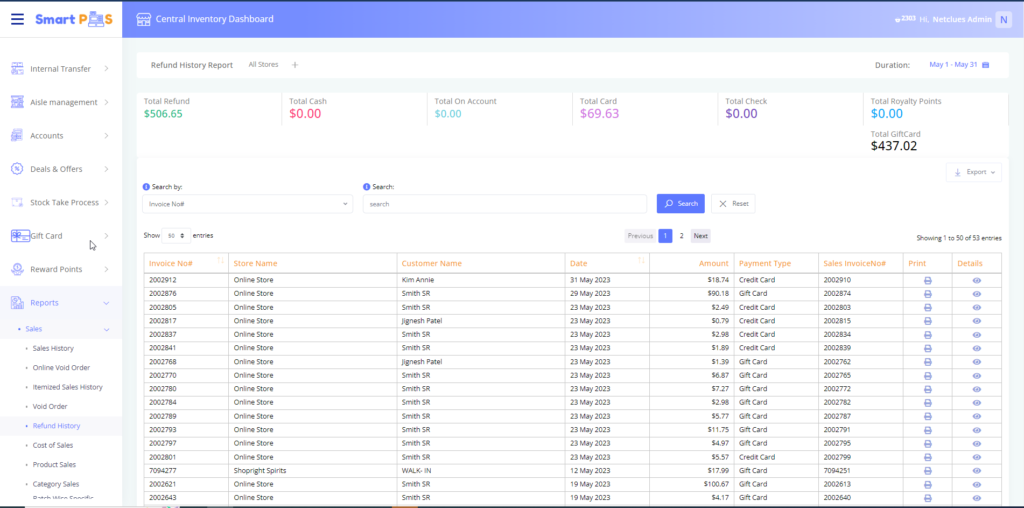 Smart POS
Central Inventory Dashboard
2303 Hi, Netclues Admin N
Internal Transfer
Aisle management
Accounts
Deals & Offers
Stock Take Process
Gift Card
Reward Points
Reports
Sales
Sales History
Online Void Order
Itemized Sales History
Void Order
Refund History
Cost of Sales
Product Sales
Category Sales
Batch Wise Specific
Refund History Report All Stores +
Duration: May 1 - May 31
Total Refund Total Cash Total On Account Total Card Total Check Total Royalty Points
$506.65 $0.00 $0.00 $69.63 $0.00 $0.00
Total GiftCard
$437.02
Export
Search by: Search:
Invoice No# search Search Reset
Show 50 entries Previous 1 2 Next Showing 1 to 50 of 53 entries
Invoice No# Store Name Customer Name Date Amount Payment Type Sales InvoiceNo# Print Details
2002912 Online Store Kim Annie 31 May 2023 $18.74 Credit Card 2002910
2002876 Online Store Smith SR 29 May 2023 $90.18 Gift Card 2002874
2002805 Online Store Smith SR 23 May 2023 $2.49 Credit Card 2002803
2002817 Online Store Jignesh Patel 23 May 2023 $0.79 Credit Card 2002815
2002837 Online Store Smith SR 23 May 2023 $2.98 Credit Card 2002834
2002841 Online Store Smith SR 23 May 2023 $1.89 Credit Card 2002839
2002768 Online Store Jignesh Patel 23 May 2023 $1.39 Gift Card 2002762
2002770 Online Store Smith SR 23 May 2023 $6.87 Gift Card 2002765
2002780 Online Store Smith SR 23 May 2023 $7.27 Gift Card 2002772
2002784 Online Store Smith SR 23 May 2023 $2.98 Gift Card 2002782
2002789 Online Store Smith SR 23 May 2023 $5.77 Gift Card 2002787
2002793 Online Store Smith SR 23 May 2023 $11.75 Gift Card 2002791
2002797 Online Store Smith SR 23 May 2023 $4.97 Gift Card 2002795
2002801 Online Store Smith SR 23 May 2023 $5.57 Credit Card 2002799
7094277 Shopright Spirits WALK- IN 12 May 2023 $17.99 Gift Card 7094251
2002621 Online Store Smith SR 19 May 2023 $100.67 Gift Card 2002613
2002643 Online Store Smith SR 19 May 2023 $4.17 Gift Card 2002640